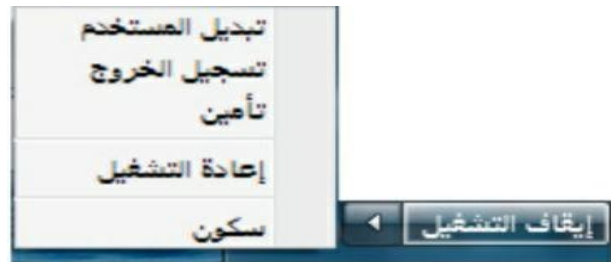 تبديل المستخدم
تسجيل الخروج
تأمين
إعادة التشغيل
سكون
إيقاف التشغيل